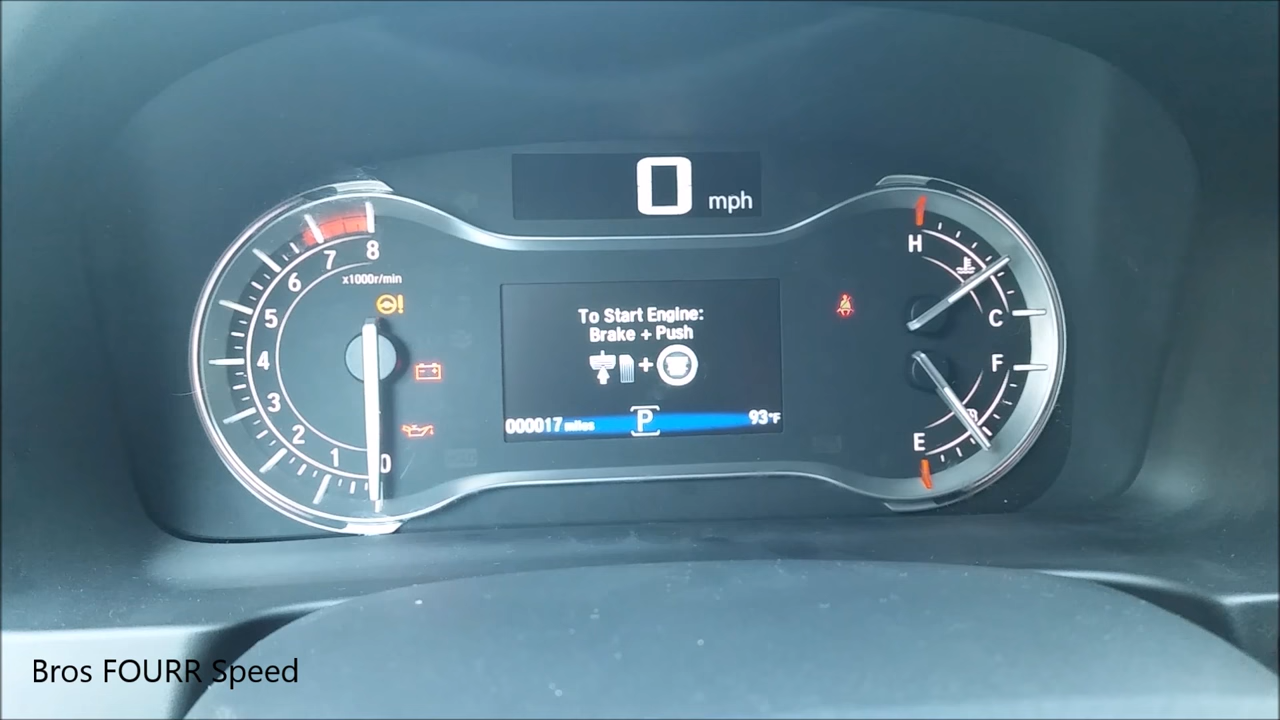 0 mph
8
7
6
5
4
3
2
1
0
x1000r/min
To Start Engine:
Brake + Push
+
000017 miles
P
93°F
H
C
F
E
Bros FOURR Speed